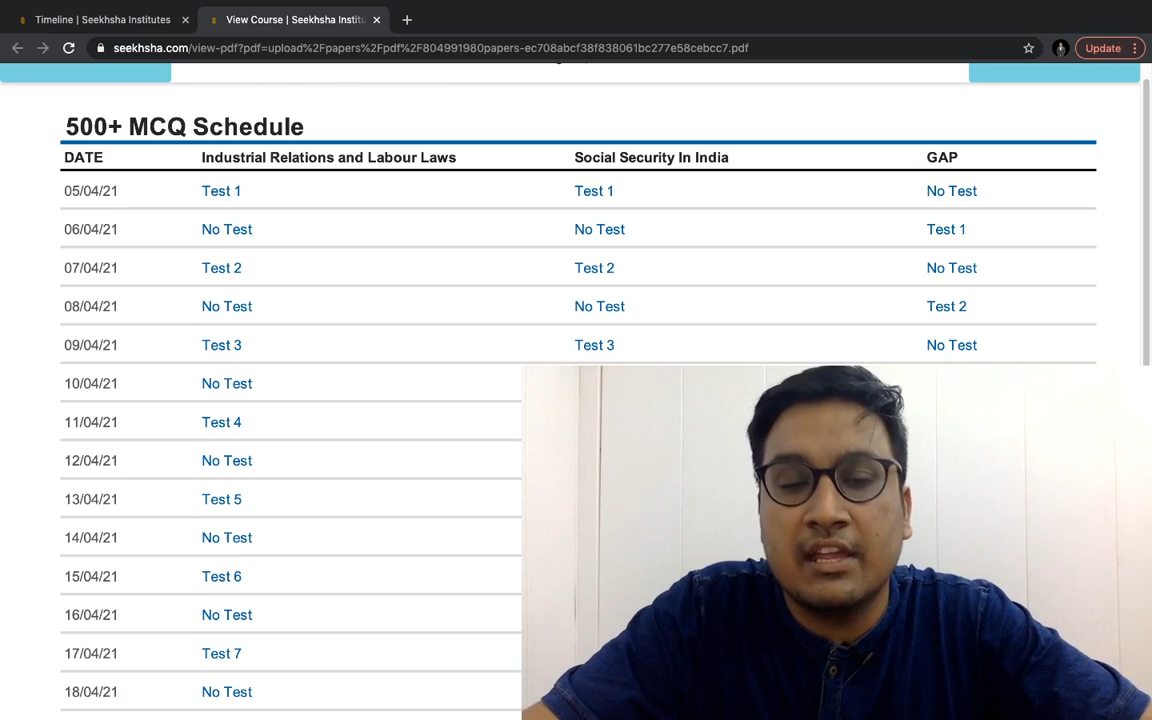 Timeline | Seekhsha Institutes
View Course | Seekhsha Institu
seekhsha.com/view-pdf?pdf=upload%2Fpapers%2Fpdf%2F804991980papers-ec708abcf38f838061bc277e58cebcc7.pdf
Update
500+ MCQ Schedule
DATE Industrial Relations and Labour Laws Social Security In India GAP
05/04/21 Test 1 Test 1 No Test
06/04/21 No Test No Test Test 1
07/04/21 Test 2 Test 2 No Test
08/04/21 No Test No Test Test 2
09/04/21 Test 3 Test 3 No Test
10/04/21 No Test
11/04/21 Test 4
12/04/21 No Test
13/04/21 Test 5
14/04/21 No Test
15/04/21 Test 6
16/04/21 No Test
17/04/21 Test 7
18/04/21 No Test